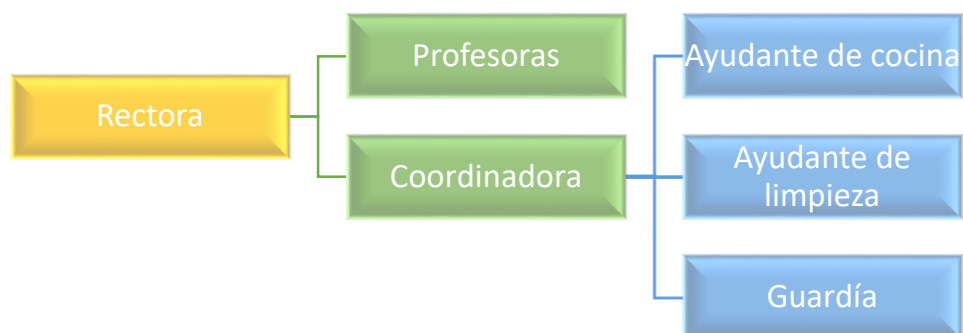 Rectora
Profesoras
Coordinadora
Ayudante de cocina
Ayudante de
limpieza
Guardía